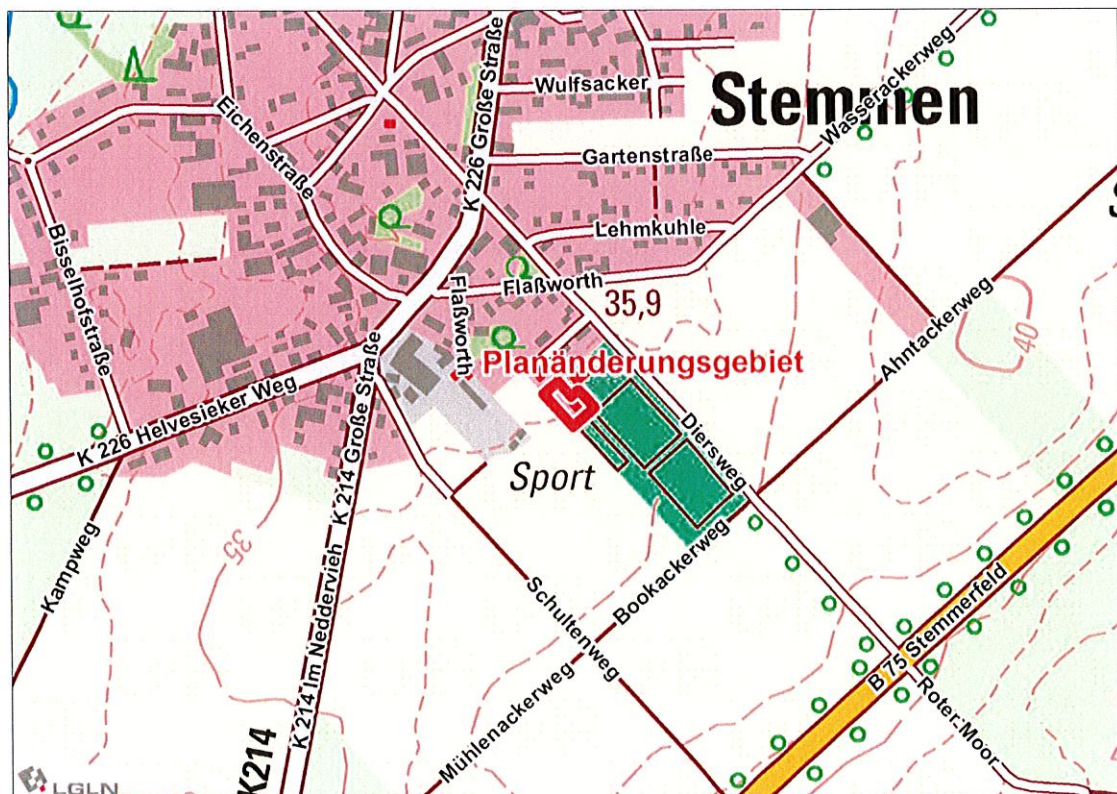 Stemmen
Wulfsacker
K 226 Große Straße
Wasserackerweg
Gartenstraße
Eichenstraße
Lehmkuhle
Bisselhofstraße
Flaßworth
Flaßworth
35,9
Ahntackerweg
40
Planänderungsgebiet
K 226 Helvesieker Weg
K 214 Große Straße
Diersweg
Sport
35
Kampweg
Schultenweg
Bookackerweg
B 75 Stemmerfeld
K 214 Im Neddervieh
Roter Moor
Mühlenackerweg
K214
LGLN